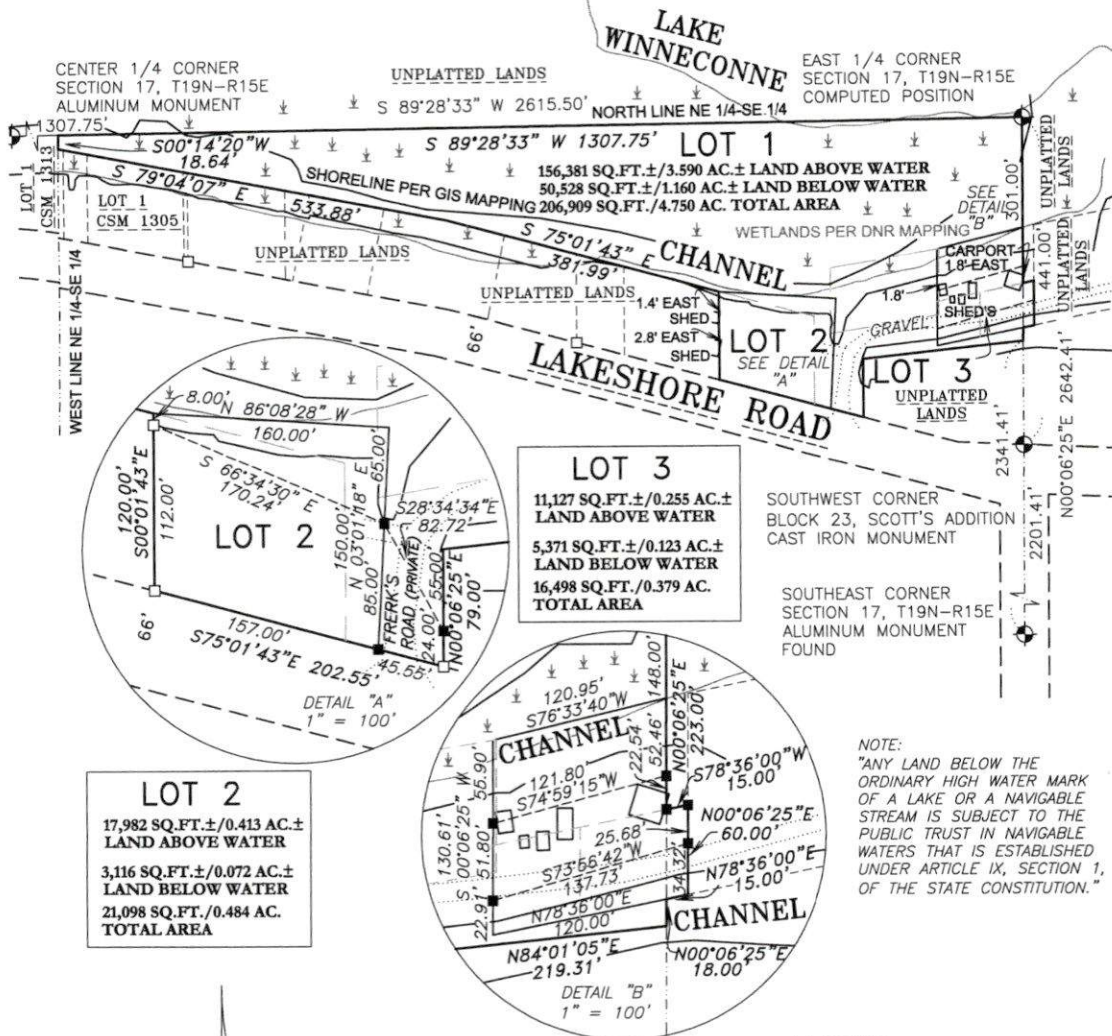 LAKE
WINNECONNE
CENTER 1/4 CORNER
SECTION 17, T19N-R15E
ALUMINUM MONUMENT
UNPLATTED LANDS
EAST 1/4 CORNER
SECTION 17, T19N-R15E
COMPUTED POSITION
S 89°28'33" W 2615.50'
NORTH LINE NE 1/4-SE 1/4
1307.75'
S 89°28'33" W 1307.75'
LOT 1
S00°14'20"W
18.64'
156,381 SQ.FT.±/3.590 AC.± LAND ABOVE WATER
50,528 SQ.FT.±/1.160 AC.± LAND BELOW WATER
206,909 SQ.FT./4.750 AC. TOTAL AREA
SHORELINE PER GIS MAPPING
WETLANDS PER DNR MAPPING
SEE
DETAIL
"B"
UNPLATTED
LANDS
301.00'
441.00'
UNPLATTED
LANDS
LOT 1
CSM 1313
S 79°04'07" E
533.88'
LOT 1
CSM 1305
UNPLATTED LANDS
S 75°01'43" E
381.99'
CHANNEL
CARPORT
1.8'-EAST
1.8'
SHED'S
GRAVEL
UNPLATTED LANDS
1.4' EAST
SHED
2.8' EAST
SHED
LOT 2
SEE DETAIL
"A"
LOT 3
UNPLATTED
LANDS
WEST LINE NE 1/4-SE 1/4
66'
LAKESHORE ROAD
N00°06'25"E 2642.41'
2341.41'
2201.41'
8.00'
N 86°08'28" W
160.00'
S 66°34'30" E
170.24'
120.00'
S00°01'43"E
112.00'
LOT 2
65.00'
150.00'
N 03°01'18" E
85.00'
S28°34'34"E
82.72'
FRERK'S
ROAD (PRIVATE)
55.00'
24.00'
N00°06'25"E
79.00'
66'
157.00'
S75°01'43"E 202.55'
45.55'
DETAIL "A"
1" = 100'
LOT 3
11,127 SQ.FT.±/0.255 AC.±
LAND ABOVE WATER
5,371 SQ.FT.±/0.123 AC.±
LAND BELOW WATER
16,498 SQ.FT./0.379 AC.
TOTAL AREA
SOUTHWEST CORNER
BLOCK 23, SCOTT'S ADDITION
CAST IRON MONUMENT
SOUTHEAST CORNER
SECTION 17, T19N-R15E
ALUMINUM MONUMENT
FOUND
120.95'
S76°33'40"W
CHANNEL
148.00'
N00°06'25"E
223.00'
22.54'
52.46'
121.80'
S74°59'15"W
S78°36'00"W
15.00'
N00°06'25"E
60.00'
55.90'
S 00°06'25" W
130.61'
51.80'
22.91'
25.68'
S73°56'42"W
137.73'
34.32'
N78°36'00"E
15.00'
N78°36'00"E
120.00'
CHANNEL
N84°01'05"E
219.31'
N00°06'25"E
18.00'
DETAIL "B"
1" = 100'
LOT 2
17,982 SQ.FT.±/0.413 AC.±
LAND ABOVE WATER
3,116 SQ.FT.±/0.072 AC.±
LAND BELOW WATER
21,098 SQ.FT./0.484 AC.
TOTAL AREA
NOTE:
"ANY LAND BELOW THE
ORDINARY HIGH WATER MARK
OF A LAKE OR A NAVIGABLE
STREAM IS SUBJECT TO THE
PUBLIC TRUST IN NAVIGABLE
WATERS THAT IS ESTABLISHED
UNDER ARTICLE IX, SECTION 1,
OF THE STATE CONSTITUTION."